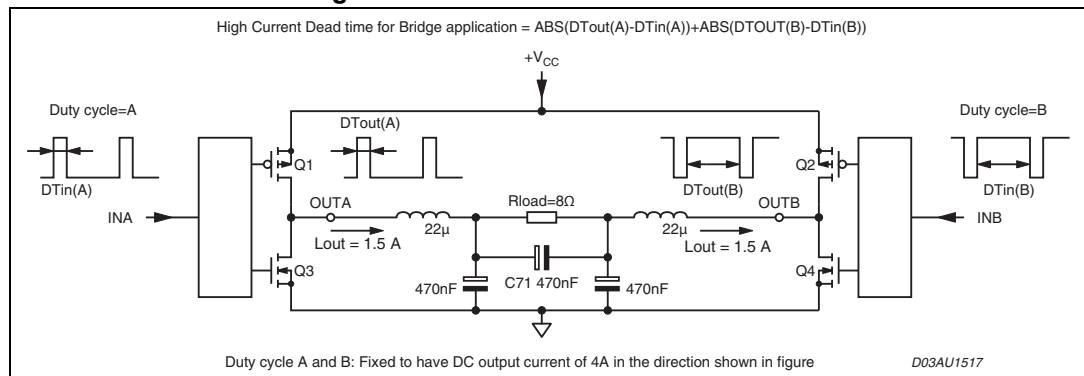 High Current Dead time for Bridge application = ABS(DTout(A)-DTin(A))+ABS(DTOUT(B)-DTin(B))
+VCC
Duty cycle=A
DTin(A)
INA
Q1
DTout(A)
OUTA
Lout = 1.5 A
22µ
Rload=8Ω
DTout(B)
Q2
Duty cycle=B
DTin(B)
OUTB
INB
22µ
Lout = 1.5 A
Q3
470nF
C71 470nF
470nF
Q4
Duty cycle A and B: Fixed to have DC output current of 4A in the direction shown in figure
D03AU1517